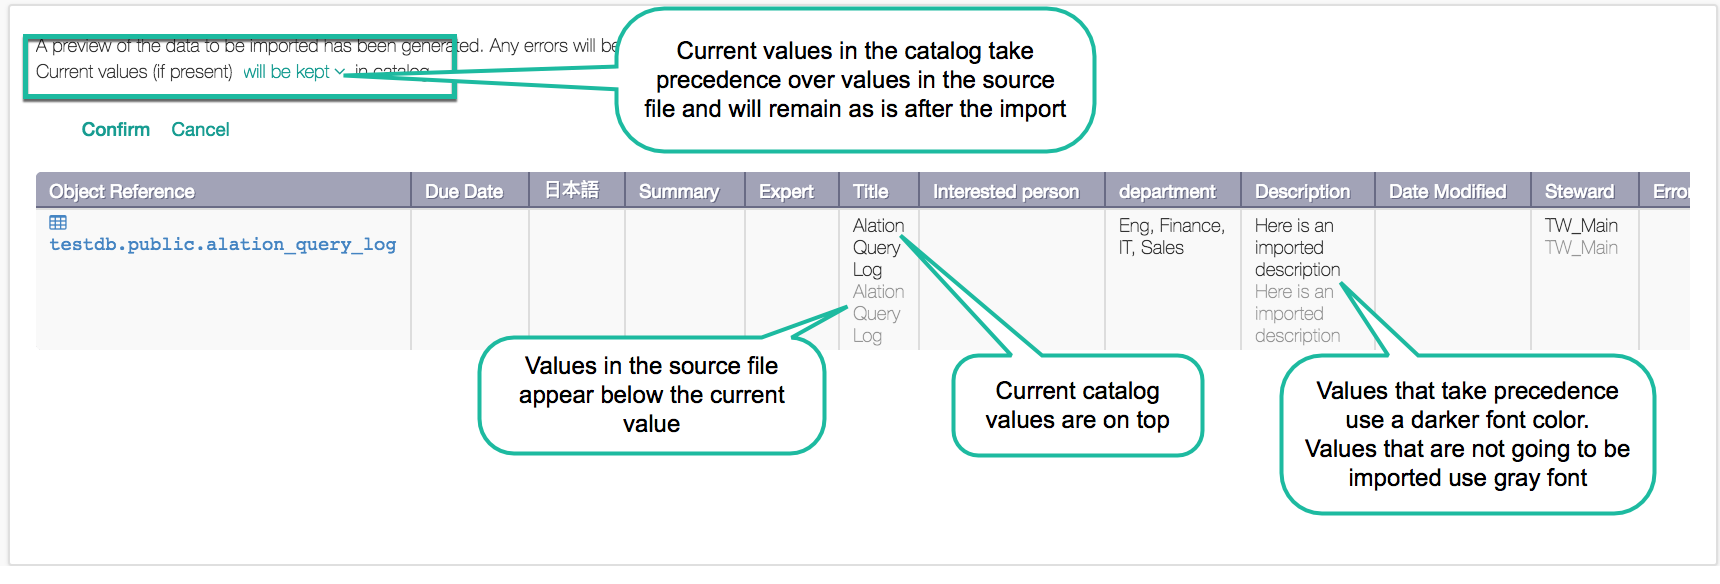 A preview of the data to be imported has been generated. Any errors will be
Current values (if present) will be kept in catalog
Current values in the catalog take
precedence over values in the source
file and will remain as is after the import
Confirm Cancel
Object Reference Due Date 日本語 Summary Expert Title Interested person department Description Date Modified Steward Error
testdb.public.alation_query_log
Alation
Query
Log
Alation
Query
Log
Eng, Finance,
IT, Sales
Here is an
imported
description
Here is an
imported
description
TW_Main
TW_Main
Values in the source file
appear below the current
value
Current catalog
values are on top
Values that take precedence
use a darker font color.
Values that are not going to be
imported use gray font